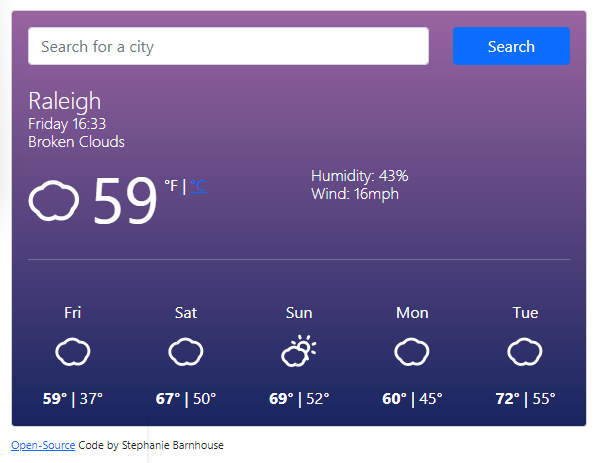 Search for a city
Search
Raleigh
Friday 16:33
Broken Clouds
59 °F | °C
Humidity: 43%
Wind: 16mph
Fri Sat Sun Mon Tue
59° | 37° 67° | 50° 69° | 52° 60° | 45° 72° | 55°
Open-Source Code by Stephanie Barnhouse